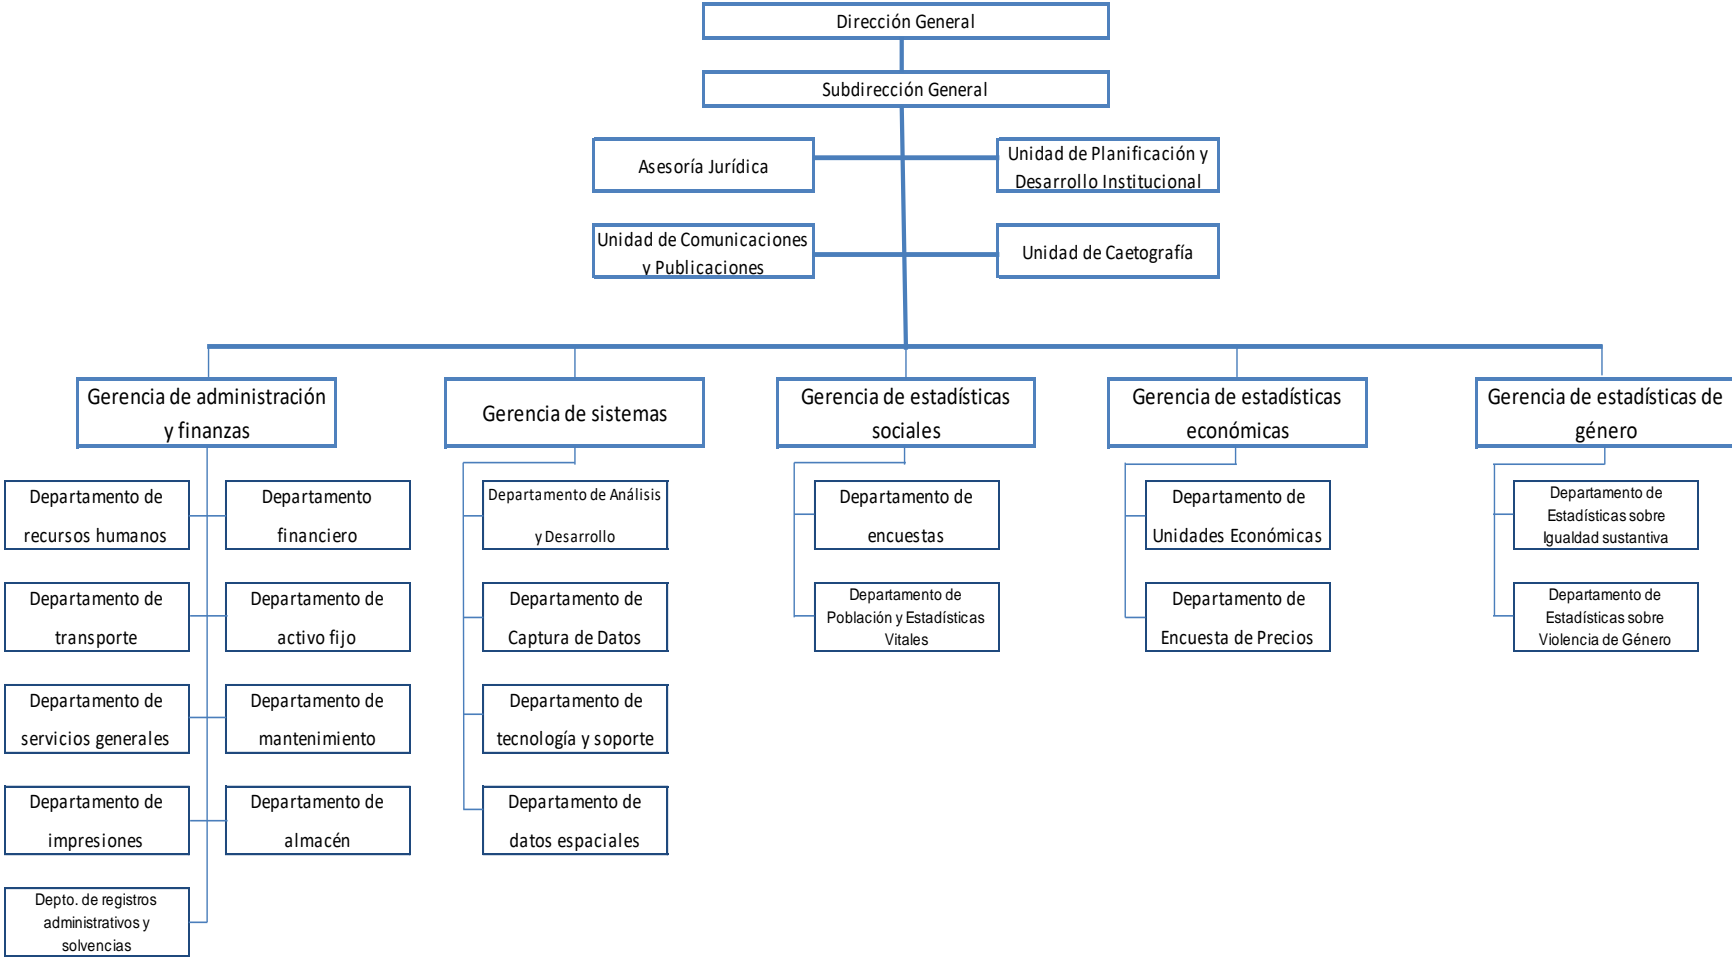 Dirección General
Subdirección General
Asesoría Jurídica
Unidad de Planificación y
Desarrollo Institucional
Unidad de Comunicaciones
y Publicaciones
Unidad de Caetografía
Gerencia de administración
y finanzas
Gerencia de sistemas
Gerencia de estadísticas
sociales
Gerencia de estadísticas
económicas
Gerencia de estadísticas de
género
Departamento de
recursos humanos
Departamento
financiero
Departamento de Análisis
y Desarrollo
Departamento de
encuestas
Departamento de
Unidades Económicas
Departamento de
Estadísticas sobre
Igualdad sustantiva
Departamento de
transporte
Departamento de
activo fijo
Departamento de
Captura de Datos
Departamento de
Población y Estadísticas
Vitales
Departamento de
Encuesta de Precios
Departamento de
Estadísticas sobre
Violencia de Género
Departamento de
servicios generales
Departamento de
mantenimiento
Departamento de
tecnología y soporte
Departamento de
impresiones
Departamento de
almacén
Departamento de
datos espaciales
Depto. de registros
administrativos y
solvencias